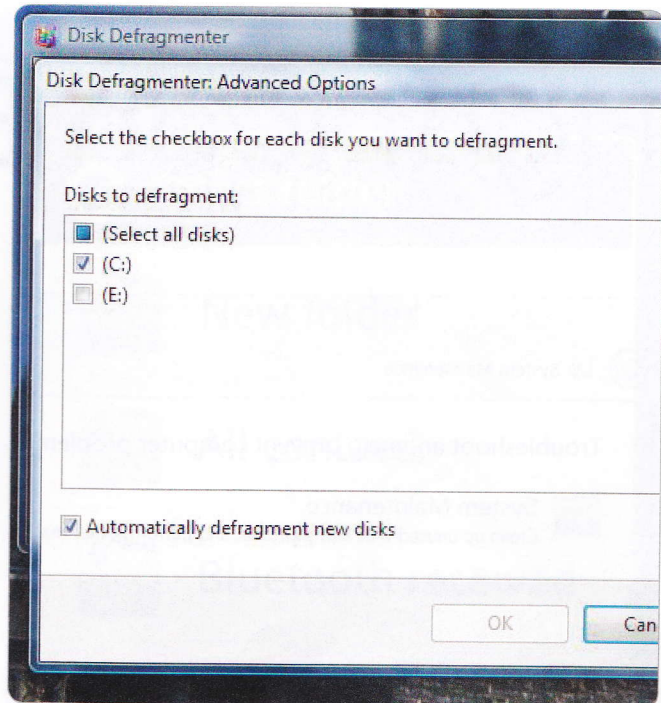 Disk Defragmenter
Disk Defragmenter: Advanced Options
Select the checkbox for each disk you want to defragment.
Disks to defragment:
(Select all disks)
(C:)
(E:)
Automatically defragment new disks
OK
Can